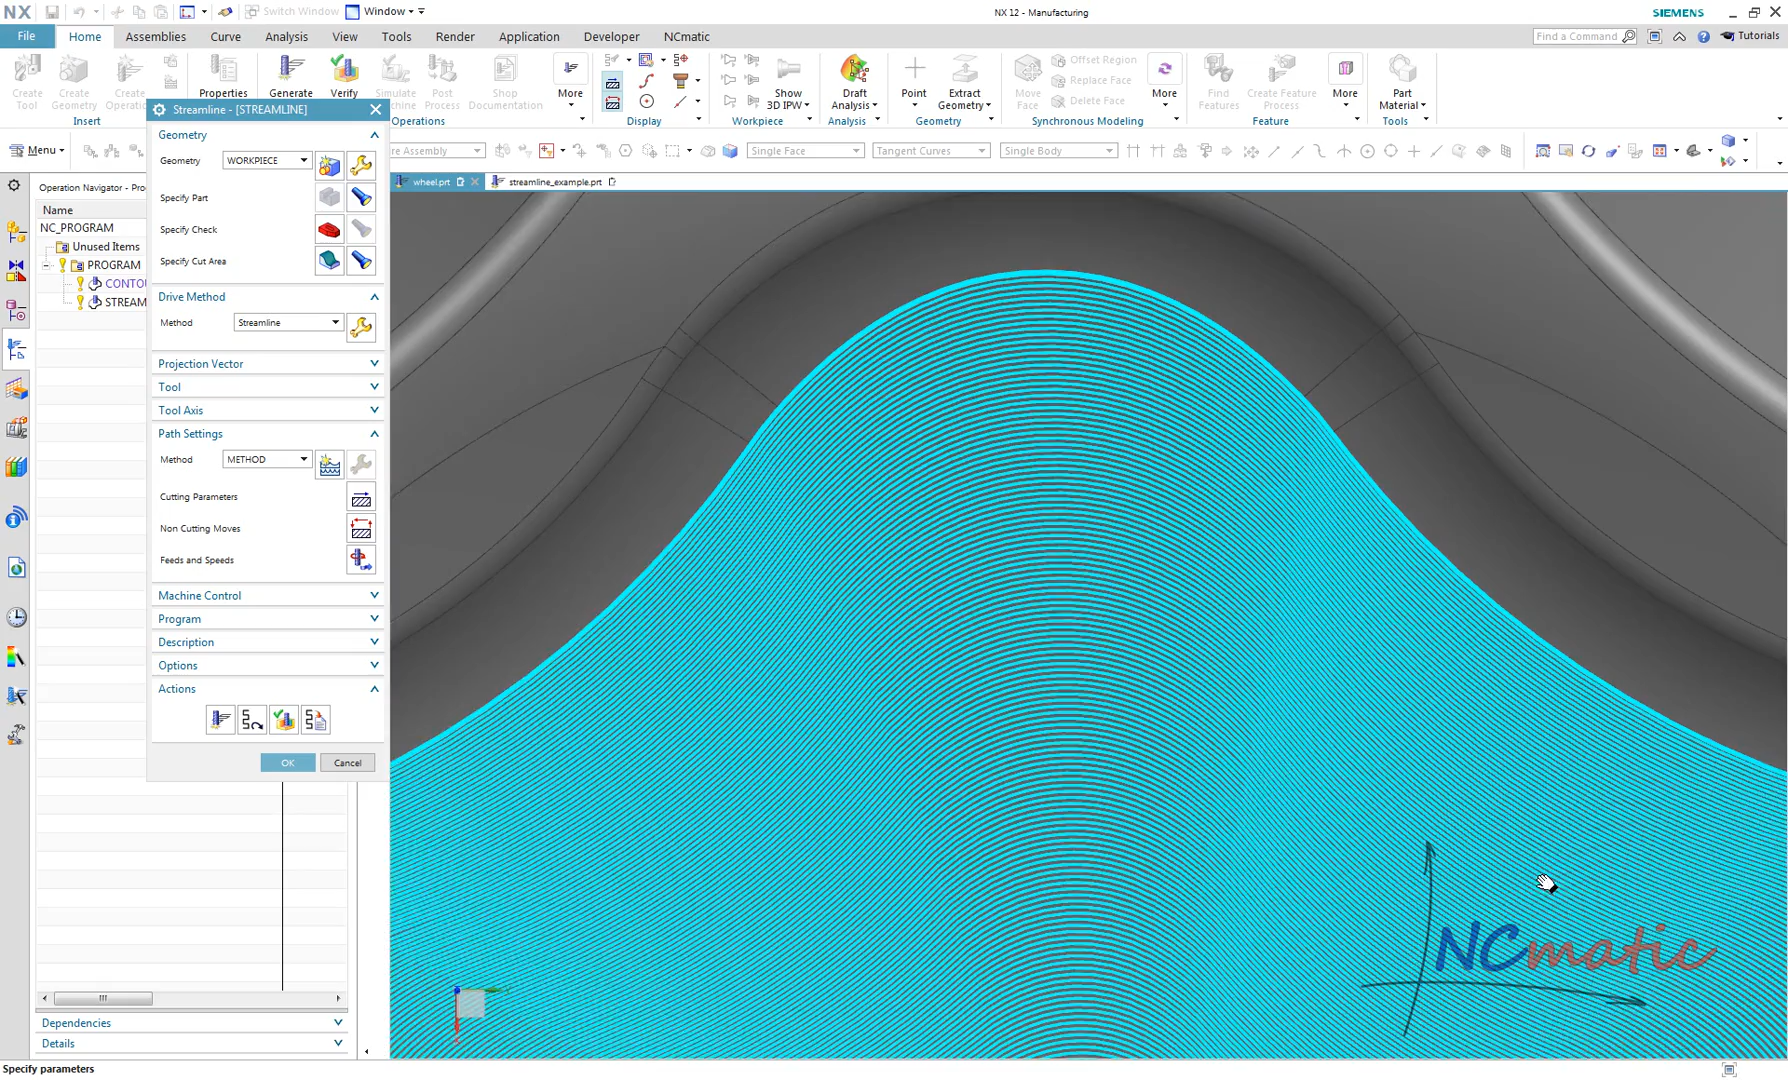 NX
Switch Window
Window
NX 12 - Manufacturing
SIEMENS
File
Home
Assemblies
Curve
Analysis
View
Tools
Render
Application
Developer
NCmatic
Find a Command
Tutorials
Create Tool
Create Geometry
Create
Properties
Generate
Verify
Simulate
Post Process
Shop Documentation
More
Show 3D IPW
Draft Analysis
Point
Extract Geometry
Move Face
Offset Region
Replace Face
Delete Face
More
Find Features
Create Feature Process
More
Part Material
Insert
Operations
Display
Workpiece
Analysis
Geometry
Synchronous Modeling
Feature
Tools
Menu
re Assembly
Single Face
Tangent Curves
Single Body
wheel.prt
streamline_example.prt
Operation Navigator - Pro
Name
NC_PROGRAM
Unused Items
PROGRAM
CONTO
STREAM
Streamline - [STREAMLINE]
Geometry
Geometry
WORKPIECE
Specify Part
Specify Check
Specify Cut Area
Drive Method
Method
Streamline
Projection Vector
Tool
Tool Axis
Path Settings
Method
METHOD
Cutting Parameters
Non Cutting Moves
Feeds and Speeds
Machine Control
Program
Description
Options
Actions
OK
Cancel
Dependencies
Details
NCmatic
Specify parameters